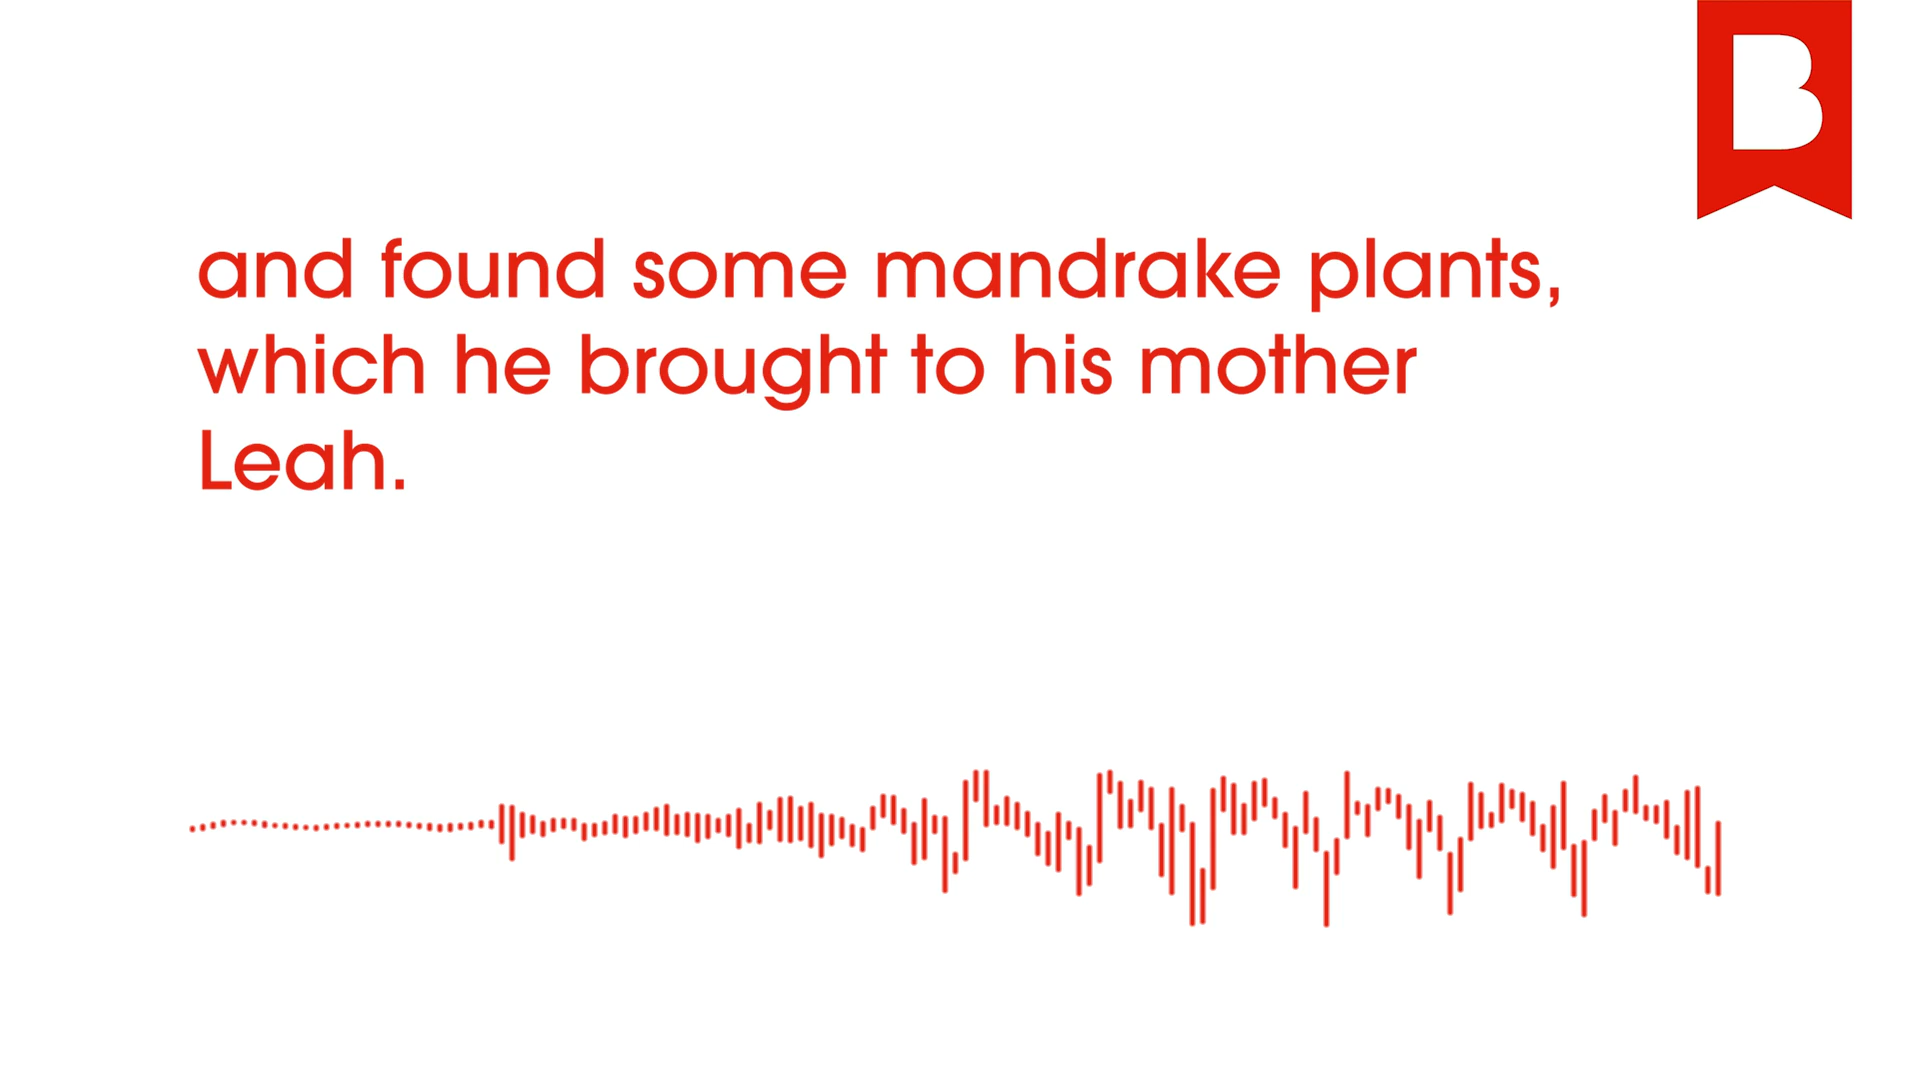 B
and found some mandrake plants,
which he brought to his mother
Leah.